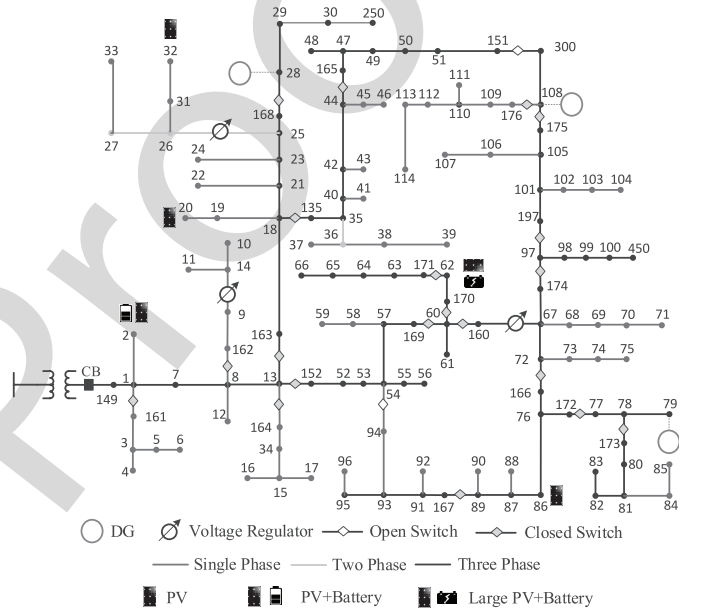 29 30 250
33 32 48 47 49 50 51 151 300
28 165
111
31 168 44 45 46 113 112 110 109 176 108
175
27 26 25
24 23 42 43 107 106 105
22 21 114
40 41 101 102 103 104
20 19 18 135 35 197
37 36 38 39
10
11 14 66 65 64 63 171 62 97 98 99 100 450
170 174
9 59 58 57 169 60 160 67 68 69 70 71
2 162 163
61 72 73 74 75
CB
149 1 7 8 13 152 52 53 54 55 56
166
161 12 164 94 76 172 77 78 79
3 5 6 34 173
4 96 92 90 88 83 80 85
16 15 17
95 93 91 167 89 87 86 82 81 84
DG Voltage Regulator Open Switch Closed Switch
Single Phase Two Phase Three Phase
PV PV+Battery Large PV+Battery